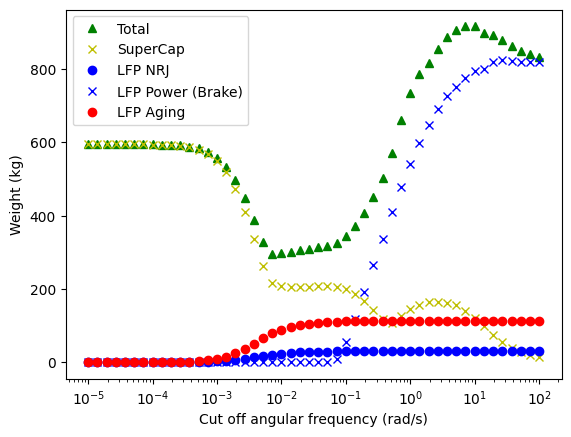 Total
SuperCap
LFP NRJ
LFP Power (Brake)
LFP Aging
Weight (kg)
800
600
400
200
0
10⁻⁵ 10⁻⁴ 10⁻³ 10⁻² 10⁻¹ 10⁰ 10¹ 10²
Cut off angular frequency (rad/s)